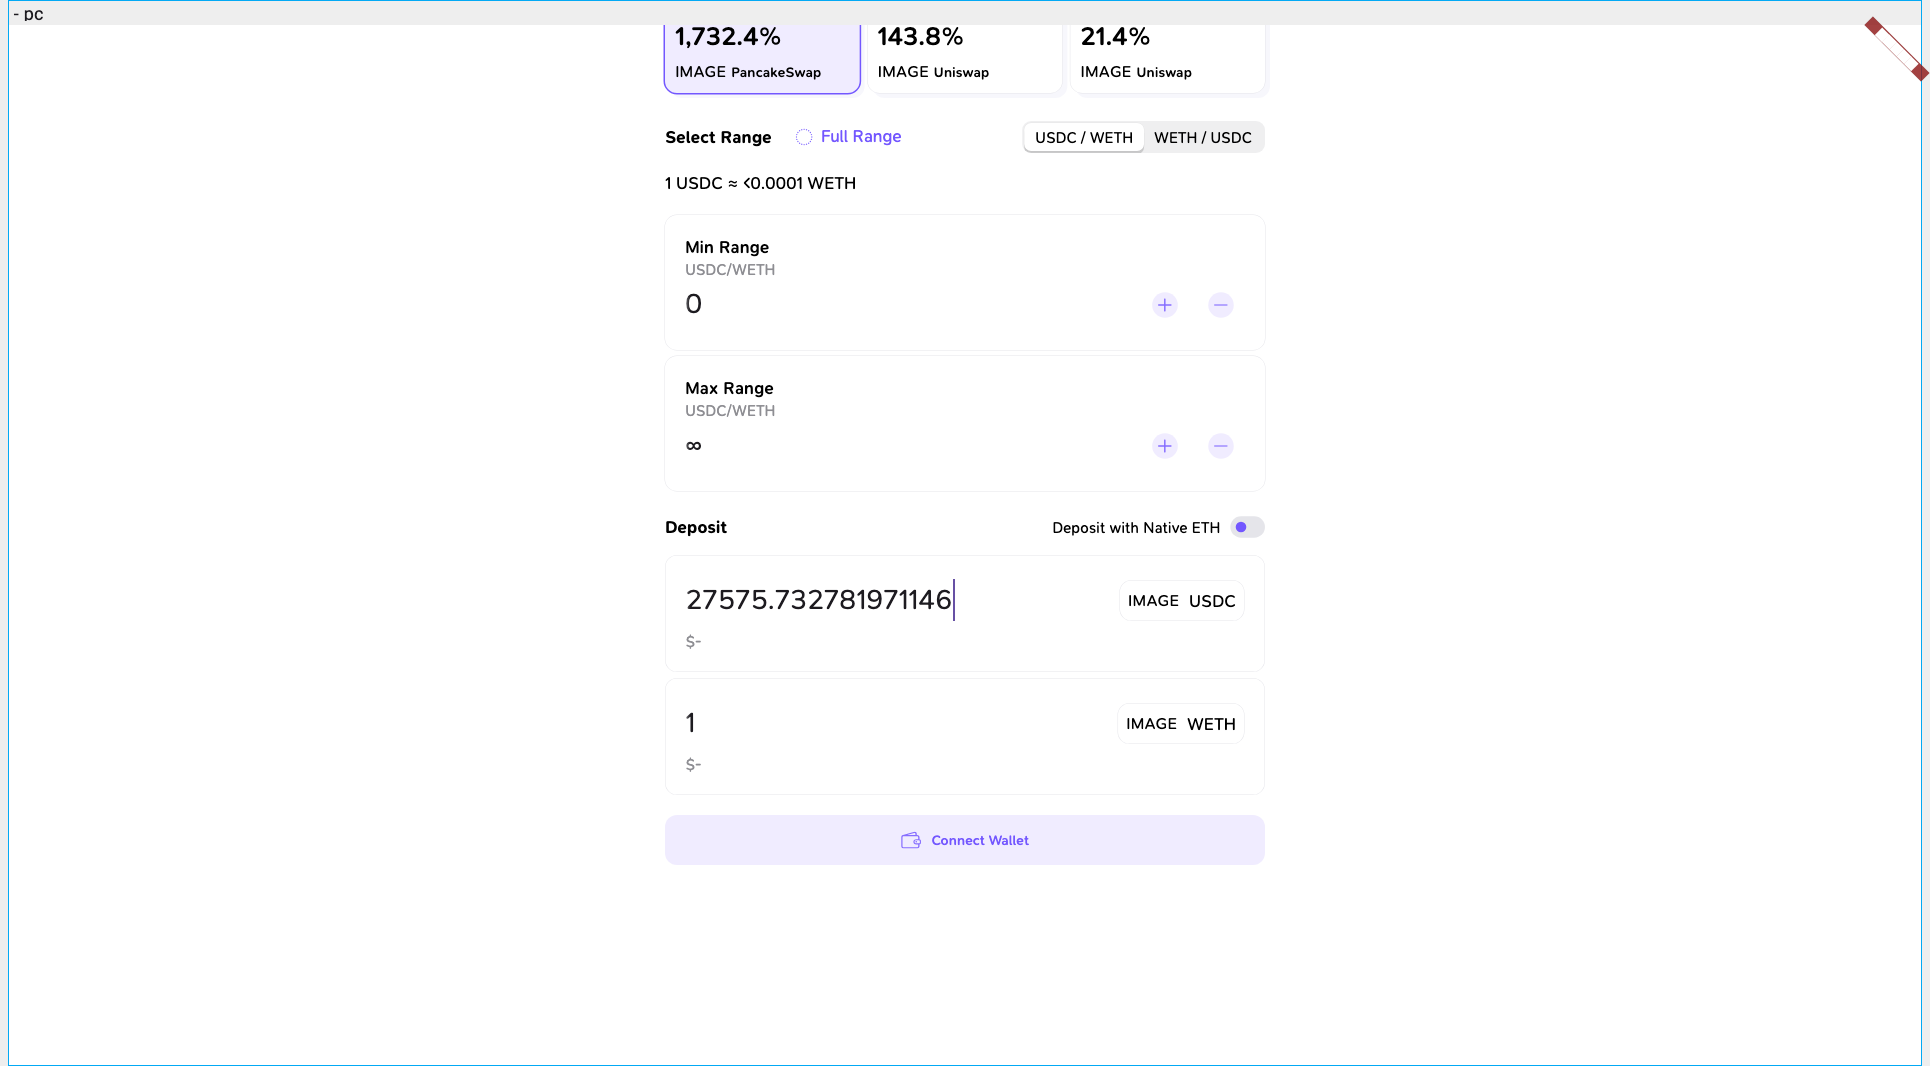 - pc
1,732.4% 143.8% 21.4%
IMAGE PancakeSwap IMAGE Uniswap IMAGE Uniswap
Select Range Full Range USDC / WETH WETH / USDC
1 USDC ≈ <0.0001 WETH
Min Range
USDC/WETH
0
Max Range
USDC/WETH
∞
Deposit Deposit with Native ETH
27575.732781971146 IMAGE USDC
$-
1 IMAGE WETH
$-
Connect Wallet